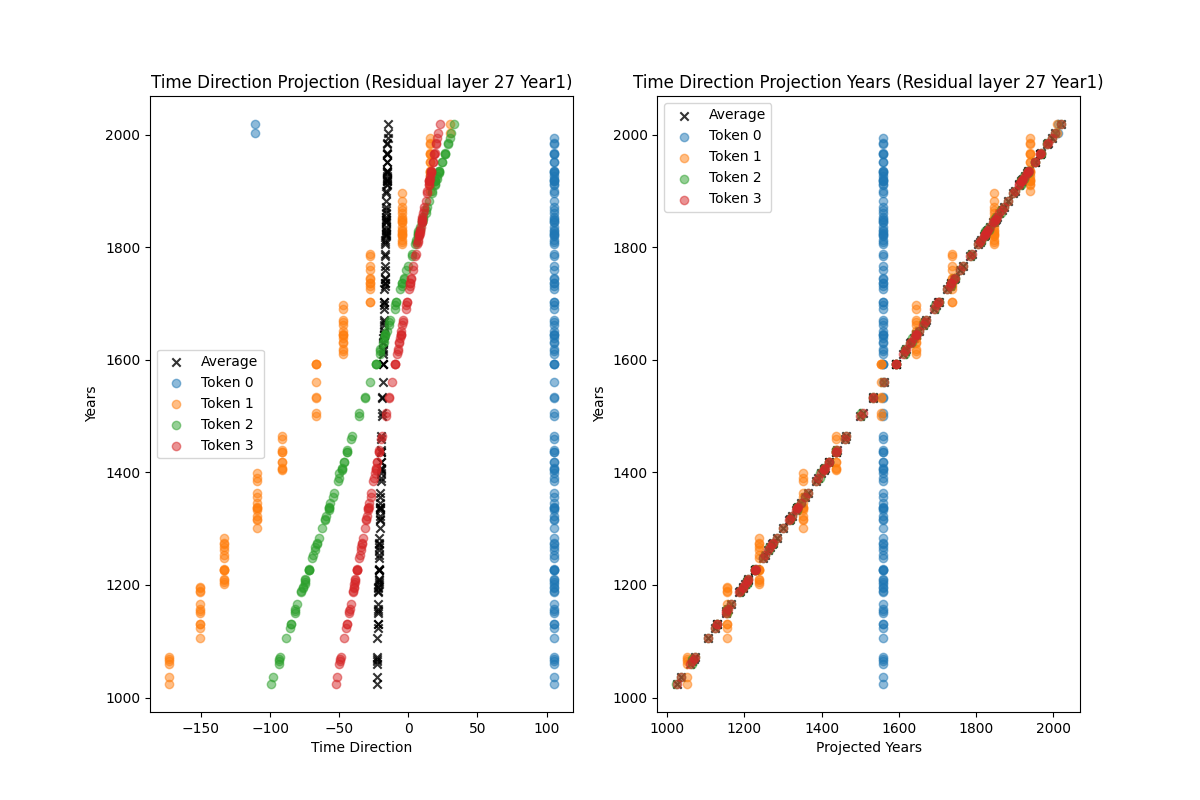 Time Direction Projection (Residual layer 27 Year1)
Years
2000
1800
1600
1400
1200
1000
Average
Token 0
Token 1
Token 2
Token 3
−150
−100
−50
0
50
100
Time Direction
Time Direction Projection Years (Residual layer 27 Year1)
Average
Token 0
Token 1
Token 2
Token 3
Years
2000
1800
1600
1400
1200
1000
1000
1200
1400
1600
1800
2000
Projected Years